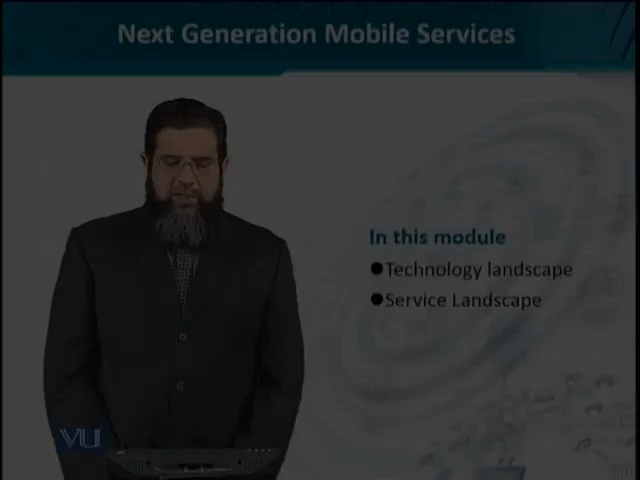 Next Generation Mobile Services
In this module
●Technology landscape
●Service Landscape
VU